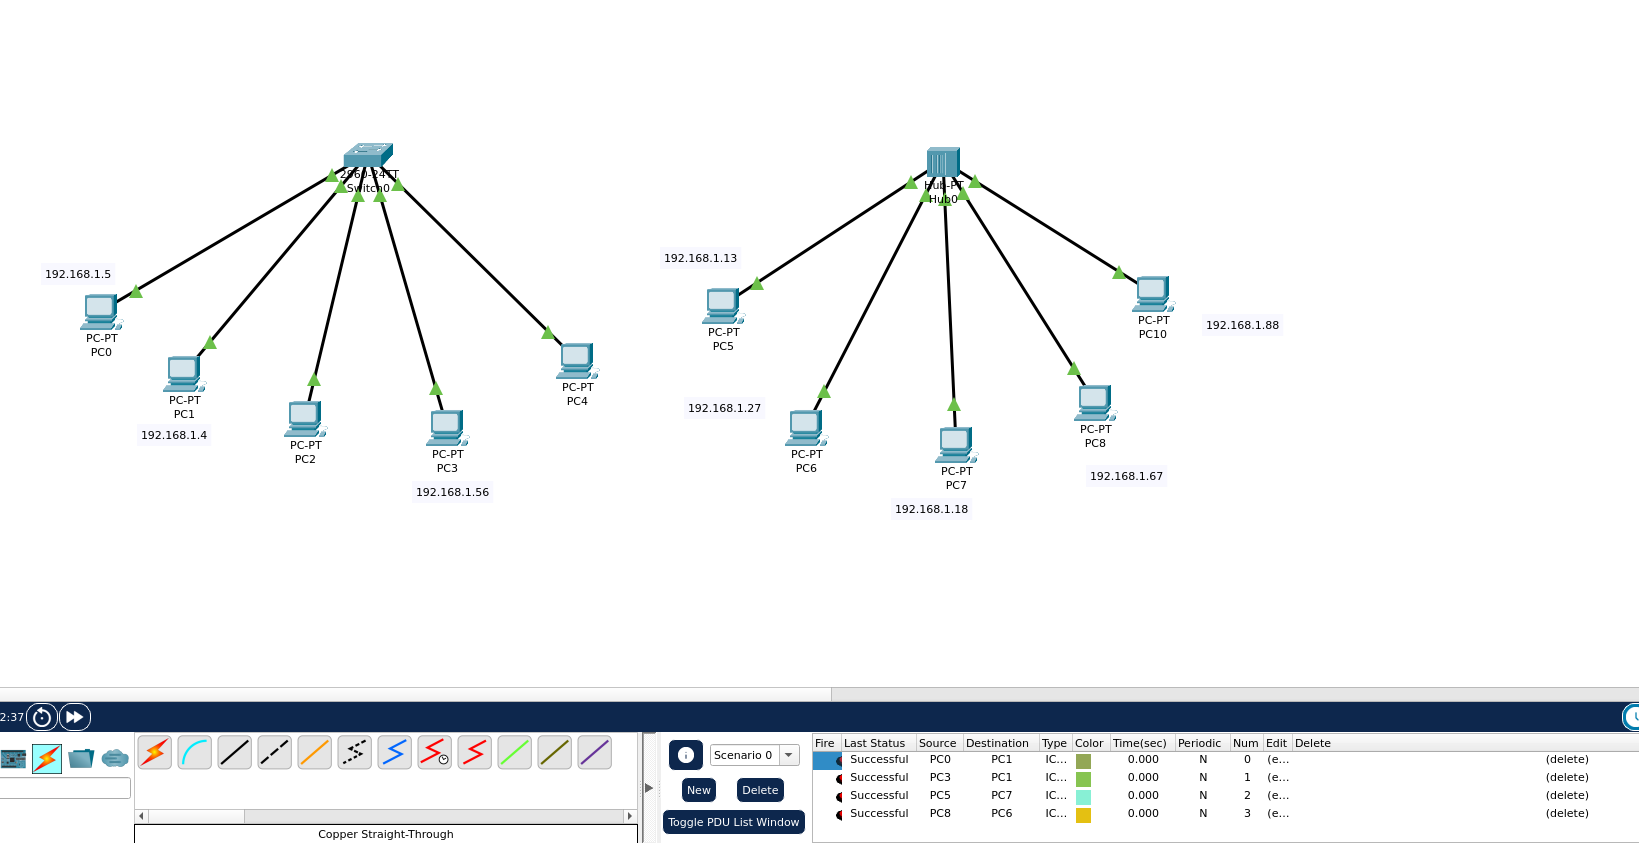 2960-24TT
Switch0
Hub-PT
Hub0
192.168.1.5
PC-PT
PC0
PC-PT
PC1
192.168.1.4
PC-PT
PC2
PC-PT
PC3
192.168.1.56
PC-PT
PC4
192.168.1.13
PC-PT
PC5
192.168.1.27
PC-PT
PC6
PC-PT
PC7
192.168.1.18
PC-PT
PC8
192.168.1.67
PC-PT
PC10
192.168.1.88
2:37
Copper Straight-Through
Scenario 0
New
Delete
Toggle PDU List Window
Fire Last Status Source Destination Type Color Time(sec) Periodic Num Edit Delete
Successful PC0 PC1 IC... 0.000 N 0 (e... (delete)
Successful PC3 PC1 IC... 0.000 N 1 (e... (delete)
Successful PC5 PC7 IC... 0.000 N 2 (e... (delete)
Successful PC8 PC6 IC... 0.000 N 3 (e... (delete)